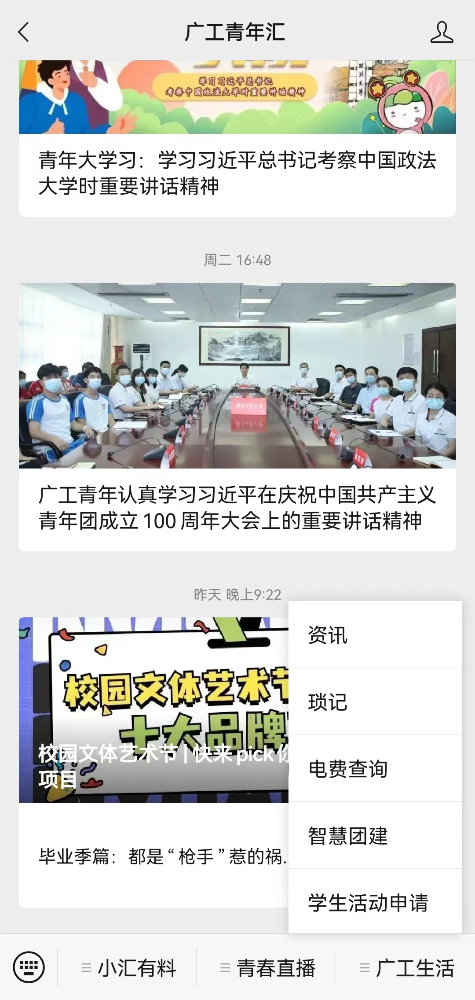 广工青年汇
学习习近平总书记
考察中国政法大学时重要讲话精神
青年大学习：学习习近平总书记考察中国政法
大学时重要讲话精神
周二 16:48
广工青年认真学习习近平在庆祝中国共产主义
青年团成立 100 周年大会上的重要讲话精神
昨天 晚上9:22
校园文体艺术节
十大品牌
校园文体艺术节 | 快来 pick 你
项目
毕业季篇：都是“枪手”惹的祸...
资讯
琐记
电费查询
智慧团建
学生活动申请
小汇有料
青春直播
广工生活